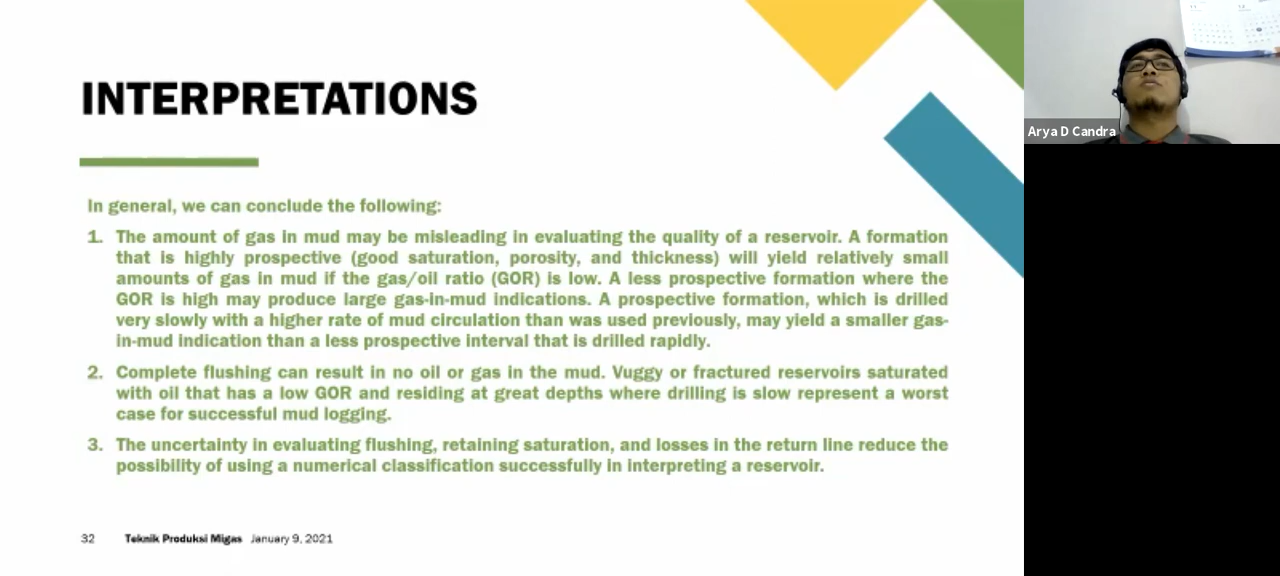 INTERPRETATIONS
In general, we can conclude the following:
1. The amount of gas in mud may be misleading in evaluating the quality of a reservoir. A formation
that is highly prospective (good saturation, porosity, and thickness) will yield relatively small
amounts of gas in mud if the gas/oil ratio (GOR) is low. A less prospective formation where the
GOR is high may produce large gas-in-mud indications. A prospective formation, which is drilled
very slowly with a higher rate of mud circulation than was used previously, may yield a smaller gas-
in-mud indication than a less prospective interval that is drilled rapidly.
2. Complete flushing can result in no oil or gas in the mud. Vuggy or fractured reservoirs saturated
with oil that has a low GOR and residing at great depths where drilling is slow represent a worst
case for successful mud logging.
3. The uncertainty in evaluating flushing, retaining saturation, and losses in the return line reduce the
possibility of using a numerical classification successfully in interpreting a reservoir.
32 Teknik Produksi Migas January 9, 2021
Arya D Candra